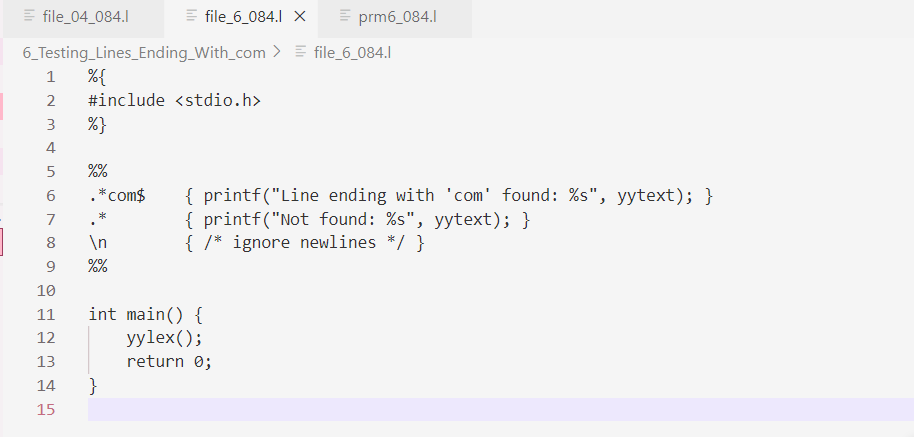 file_04_084.l file_6_084.l × prm6_084.l
6_Testing_Lines_Ending_With_com > file_6_084.l
1 %{
2 #include <stdio.h>
3 %}
4
5 %%
6 .*com$    { printf("Line ending with 'com' found: %s", yytext); }
7 .*        { printf("Not found: %s", yytext); }
8 \n        { /* ignore newlines */ }
9 %%
10
11 int main() {
12     yylex();
13     return 0;
14 }
15